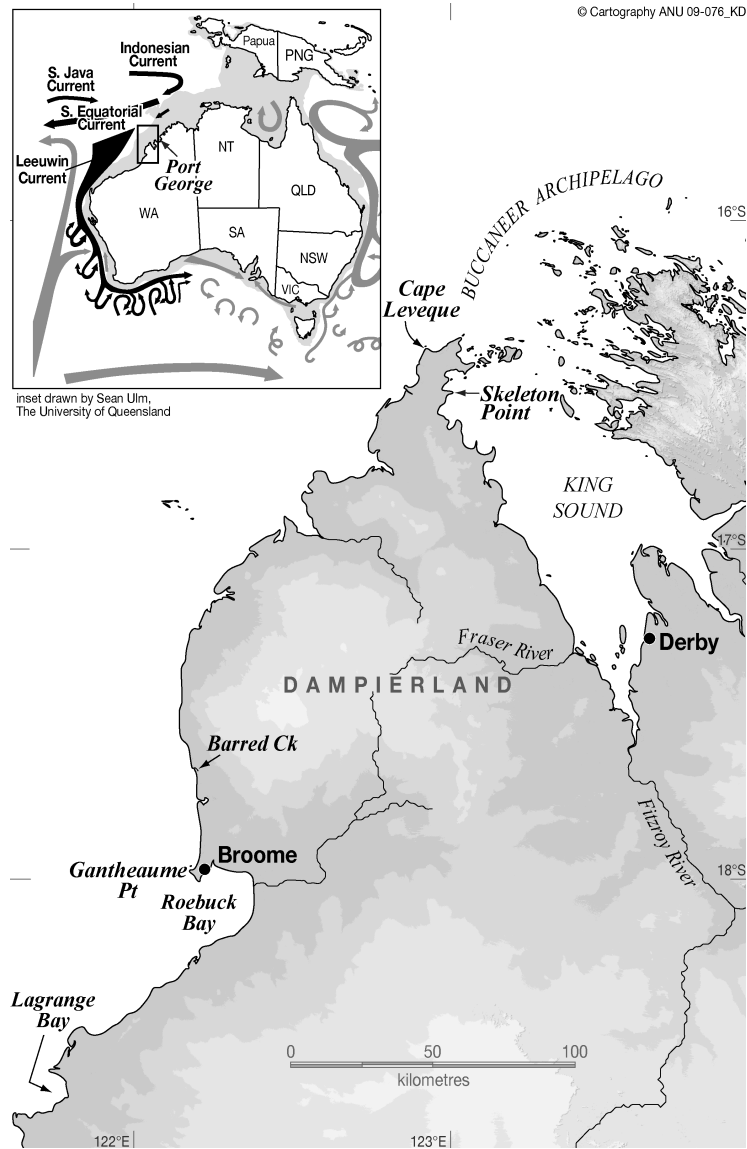 © Cartography ANU 09-076_KD
Papua
PNG
Indonesian
Current
S. Java
Current
S. Equatorial
Current
Leeuwin
Current
Port
George
NT
QLD
WA
SA
NSW
VIC
inset drawn by Sean Ulm,
The University of Queensland
BUCCANEER ARCHIPELAGO
16°S
Cape
Leveque
Skeleton
Point
KING
SOUND
17°S
Fraser River
Derby
DAMPIERLAND
Barred Ck
Fitzroy River
Broome
Gantheaume
Pt
Roebuck
Bay
18°S
Lagrange
Bay
0 50 100
kilometres
122°E 123°E